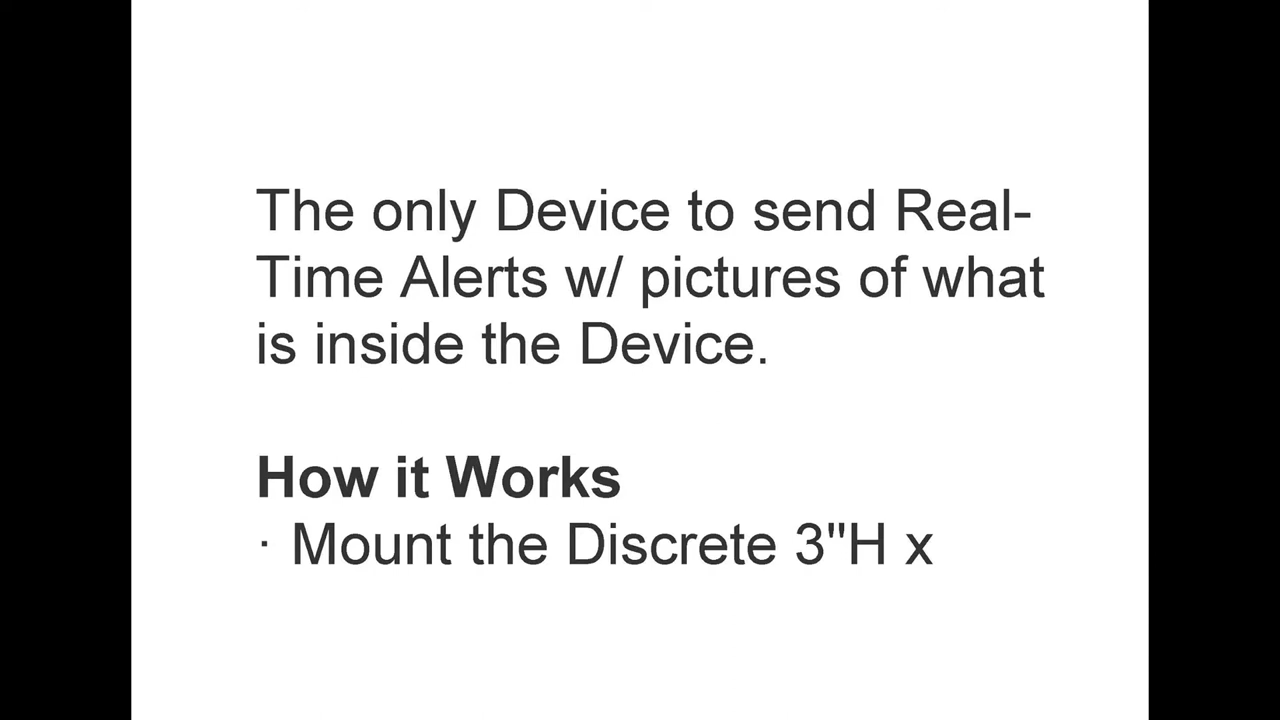 The only Device to send Real-
Time Alerts w/ pictures of what
is inside the Device.
How it Works
· Mount the Discrete 3"H x